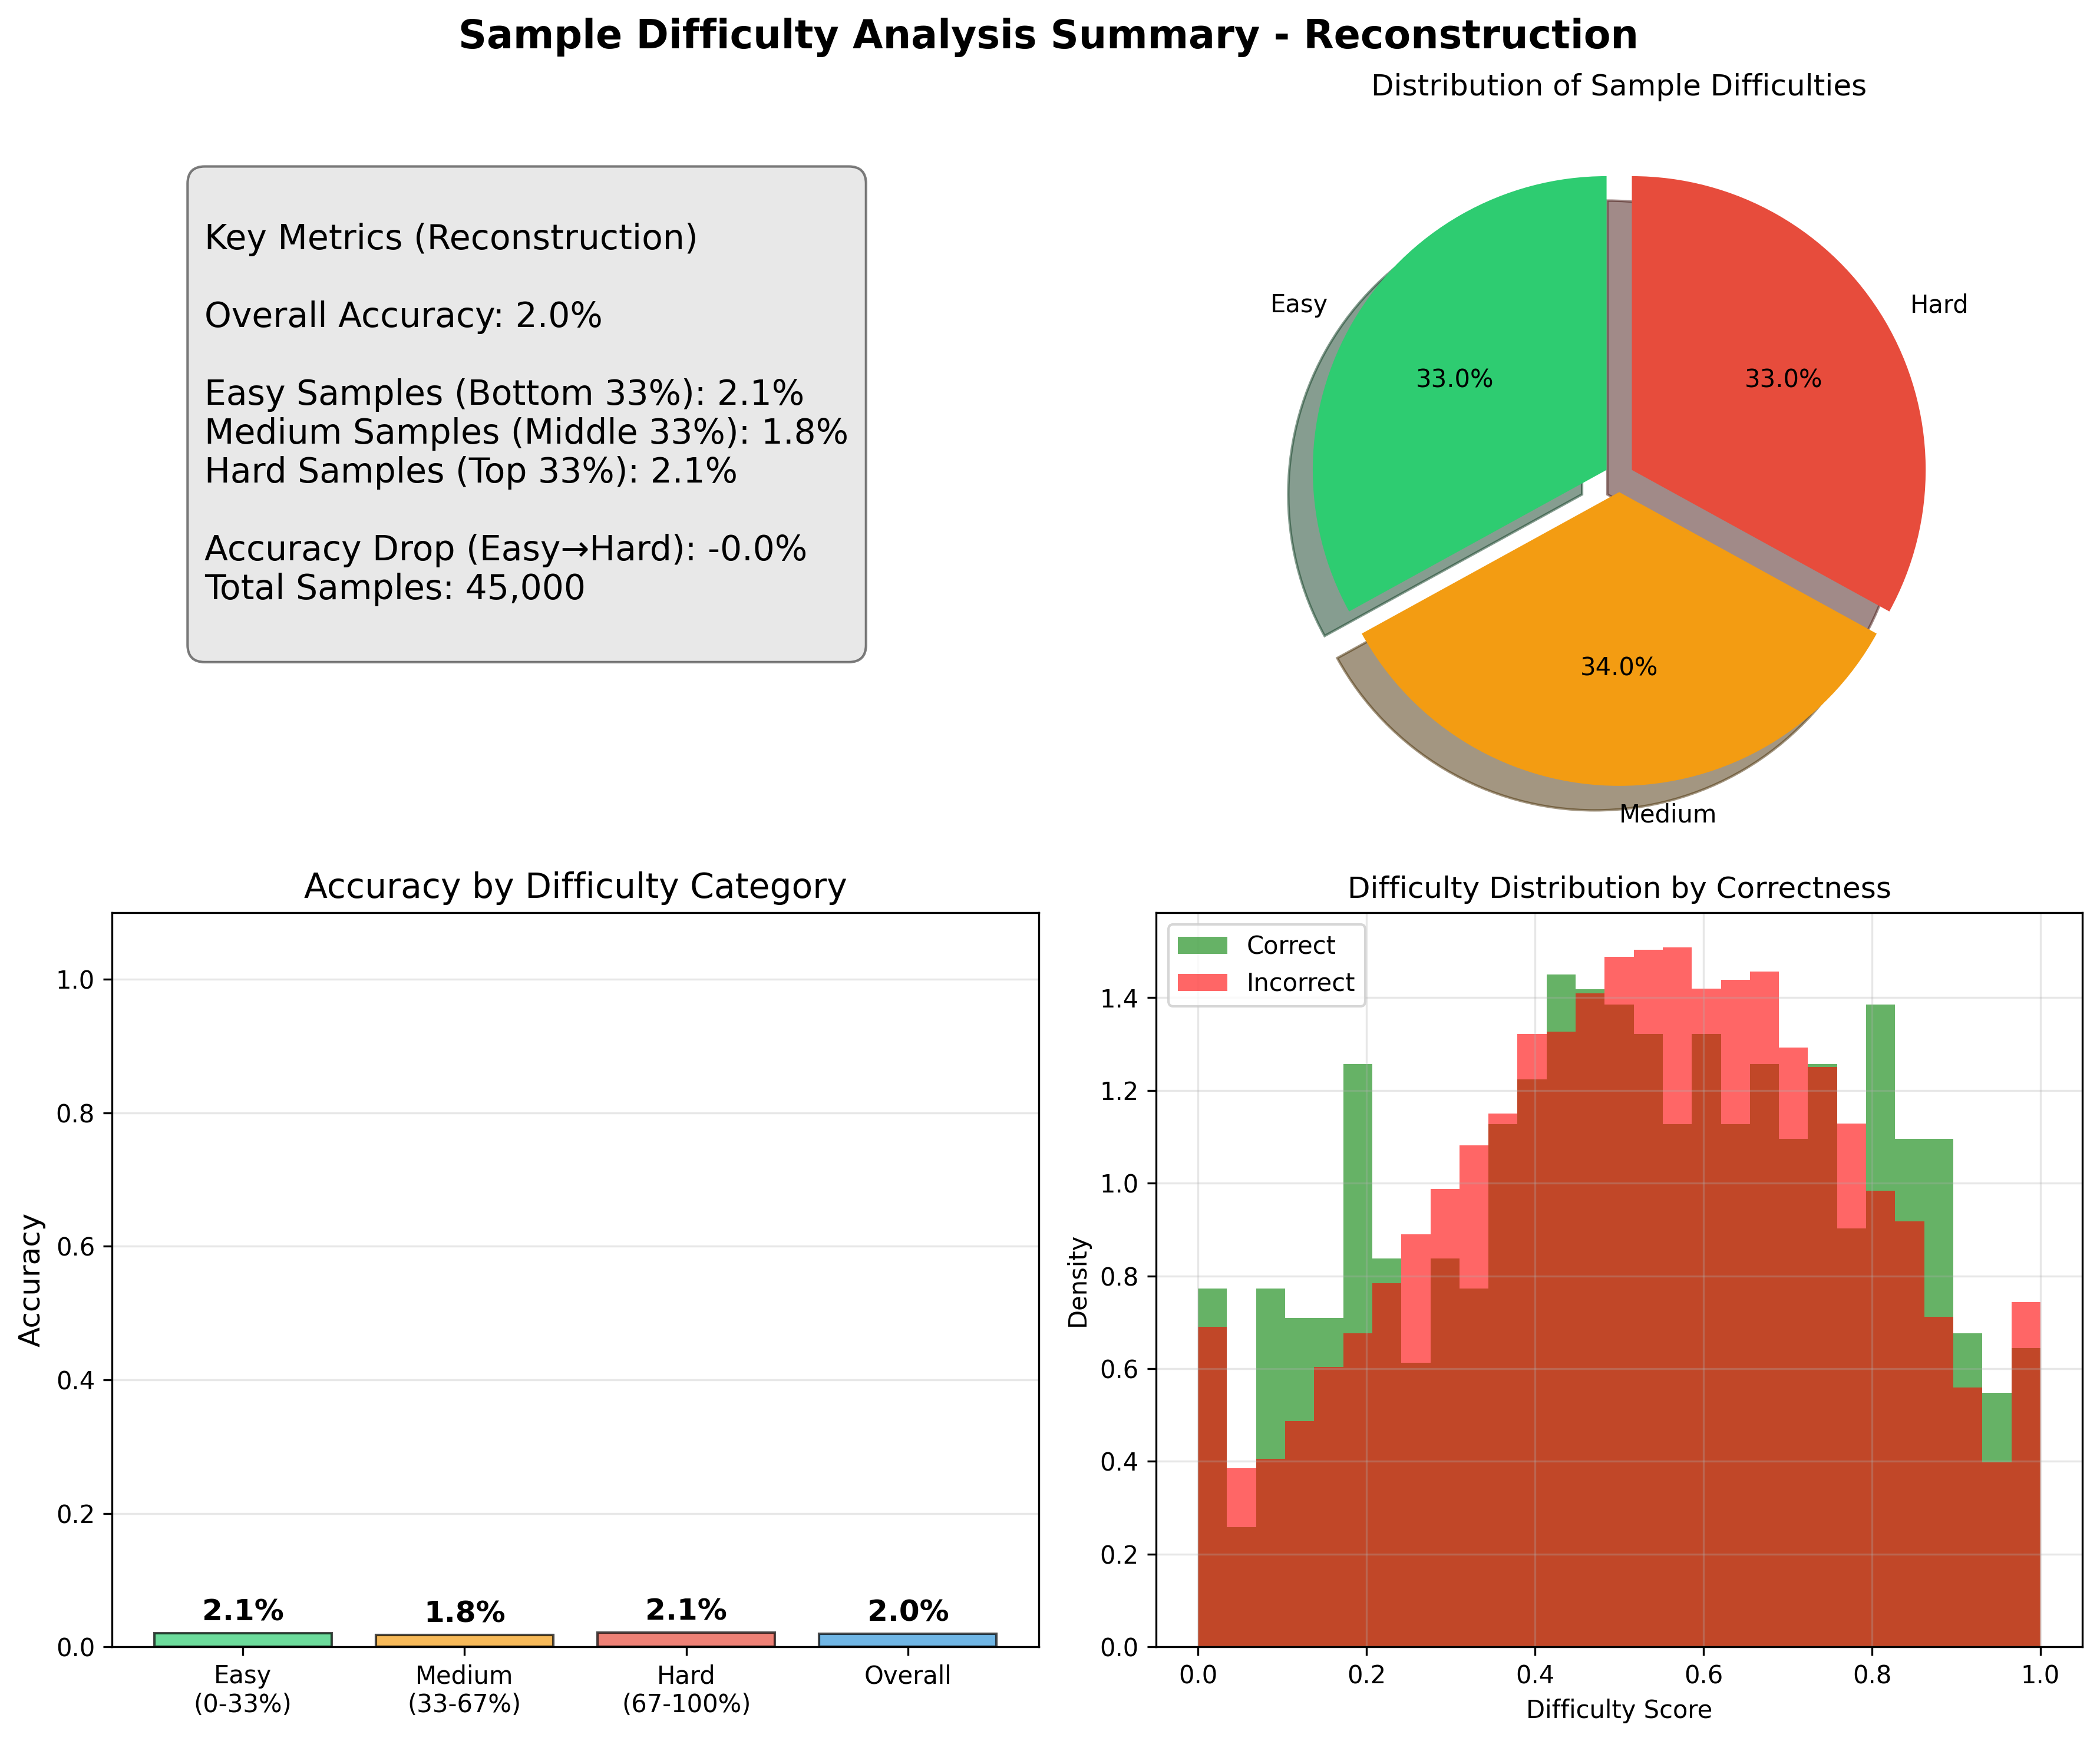 Sample Difficulty Analysis Summary - Reconstruction
Key Metrics (Reconstruction)
Overall Accuracy: 2.0%
Easy Samples (Bottom 33%): 2.1%
Medium Samples (Middle 33%): 1.8%
Hard Samples (Top 33%): 2.1%
Accuracy Drop (Easy→Hard): -0.0%
Total Samples: 45,000
Distribution of Sample Difficulties
Easy
Hard
33.0%
33.0%
34.0%
Medium
Accuracy by Difficulty Category
Accuracy
1.0
0.8
0.6
0.4
0.2
0.0
2.1%
1.8%
2.1%
2.0%
Easy
(0-33%)
Medium
(33-67%)
Hard
(67-100%)
Overall
Difficulty Distribution by Correctness
Correct
Incorrect
Density
1.4
1.2
1.0
0.8
0.6
0.4
0.2
0.0
0.0
0.2
0.4
0.6
0.8
1.0
Difficulty Score